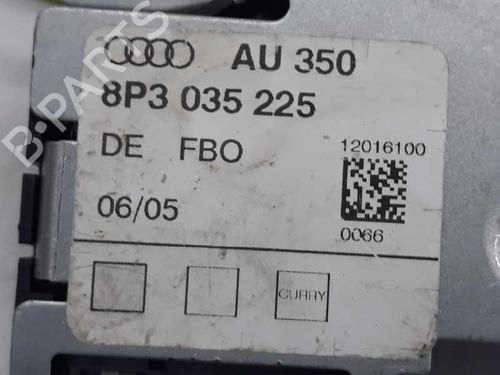 AU 350
8P3 035 225
DE FBO
12016100
06/05
0066
CURRY
B-PARTS